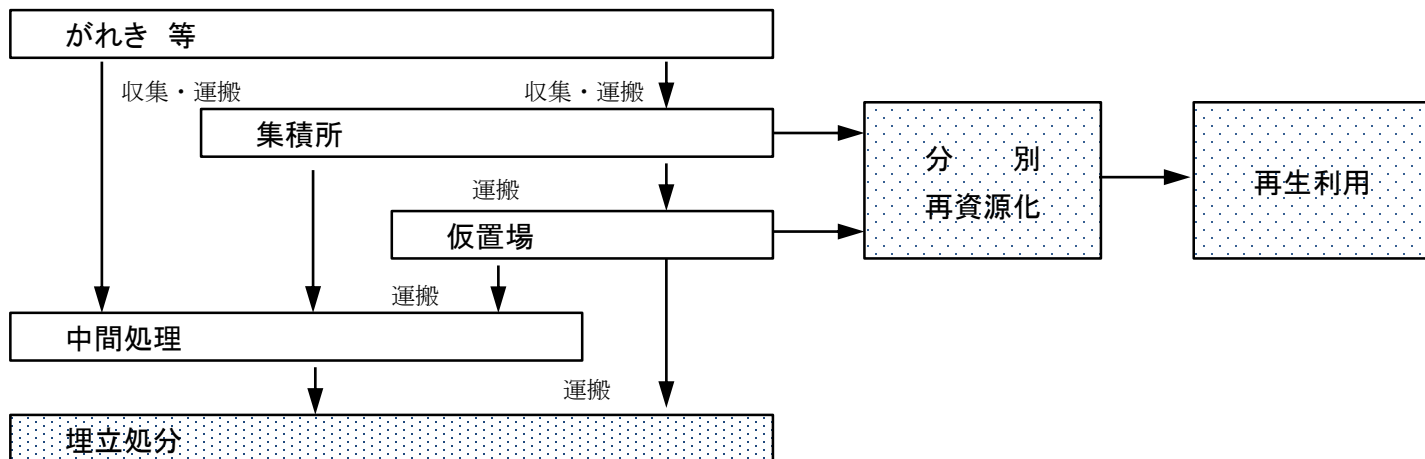 がれき 等
収集・運搬
収集・運搬
集積所
分 別
再資源化
再生利用
運搬
仮置場
運搬
中間処理
運搬
埋立処分